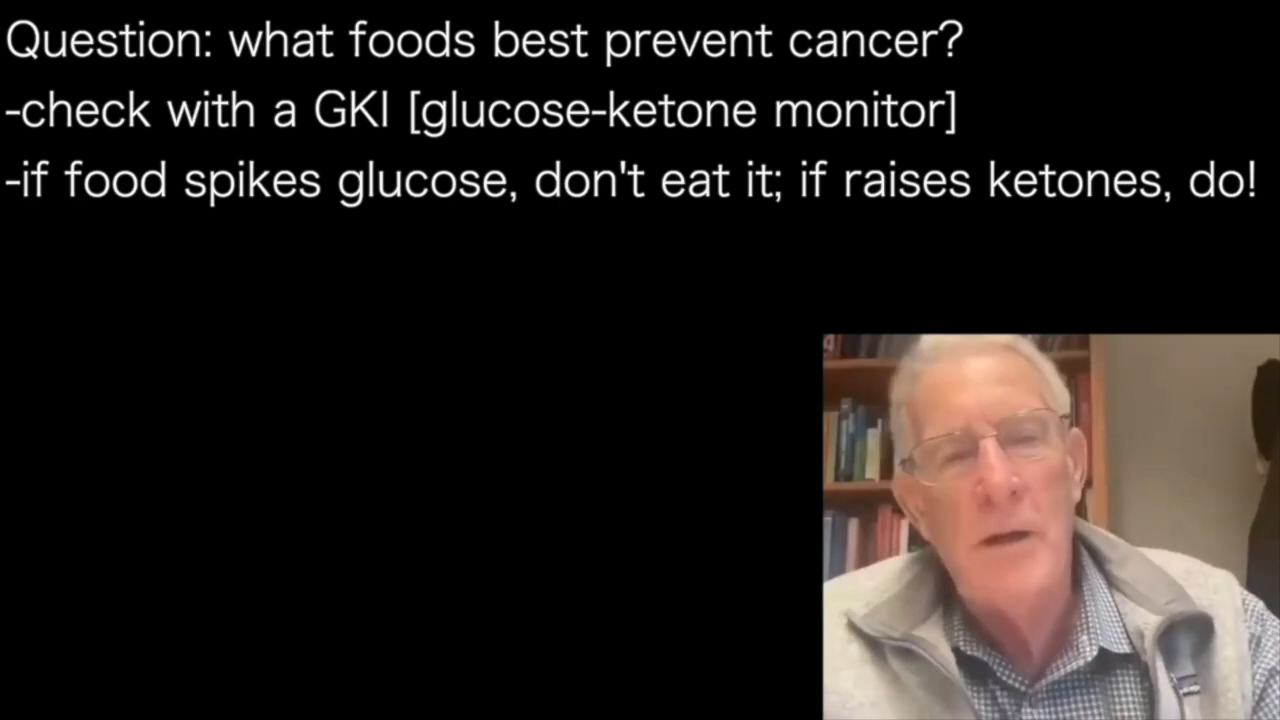 Question: what foods best prevent cancer?
-check with a GKI [glucose-ketone monitor]
-if food spikes glucose, don't eat it; if raises ketones, do!